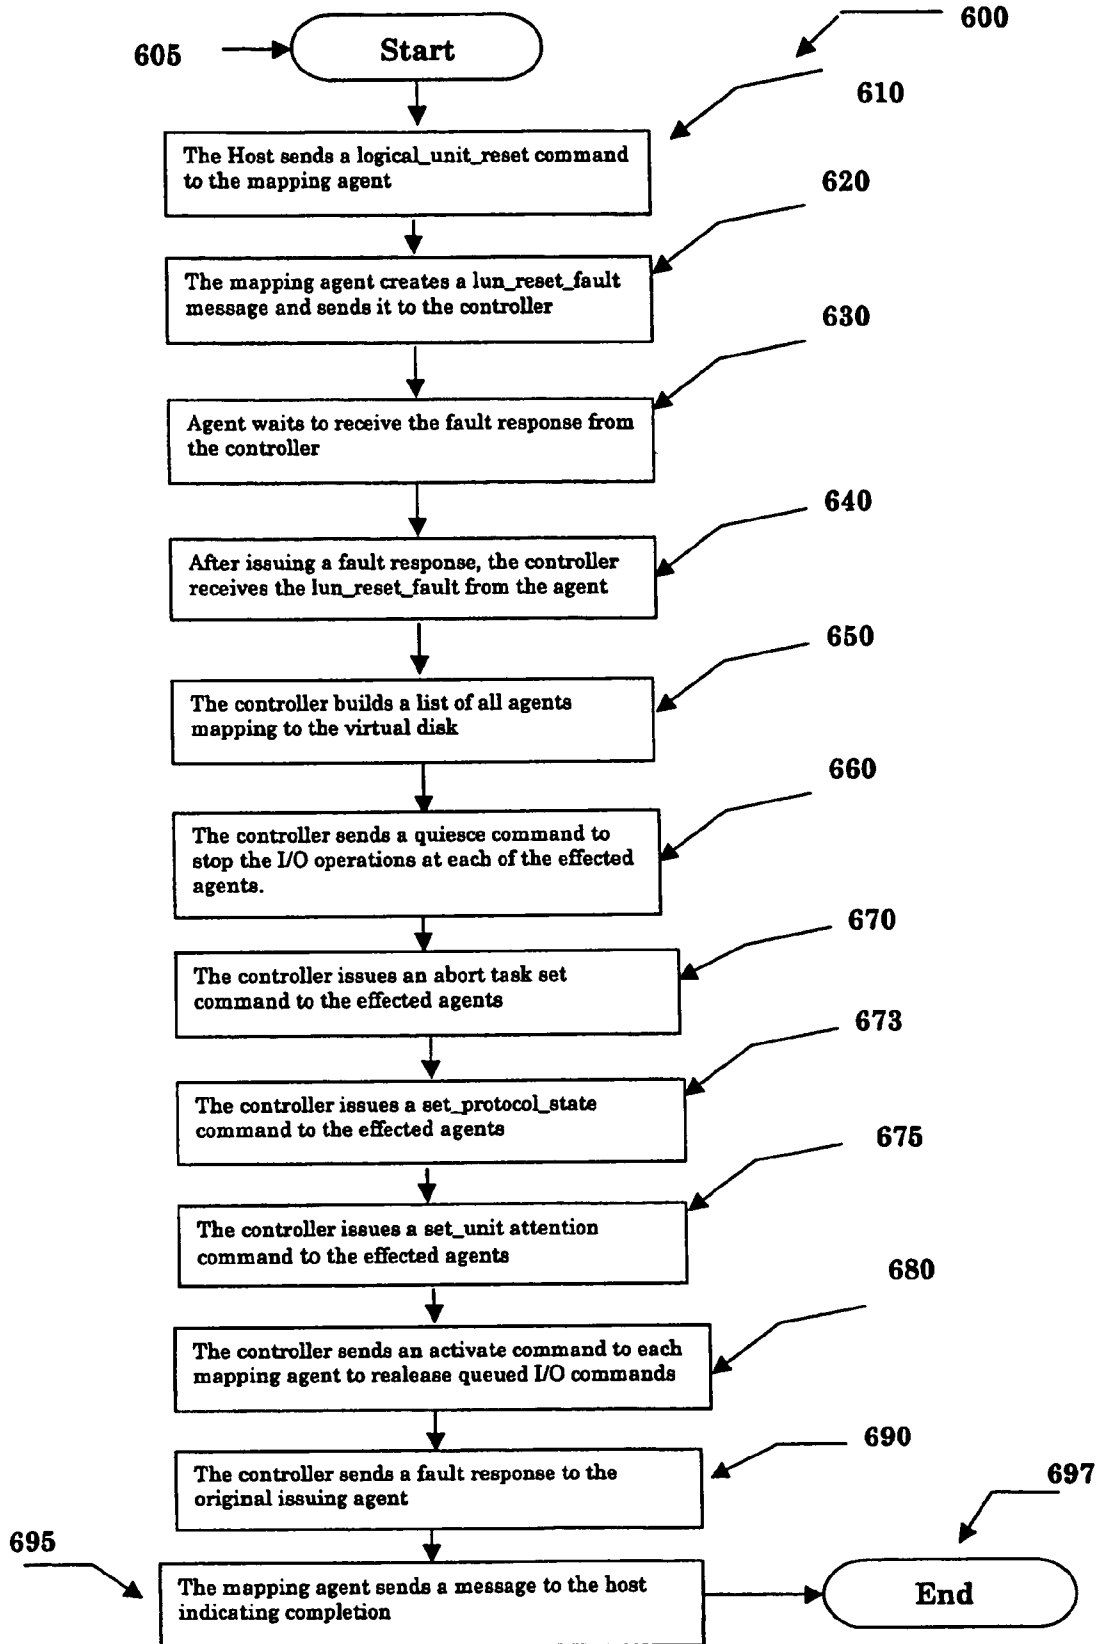 600
605
Start
610
The Host sends a logical_unit_reset command
to the mapping agent
620
The mapping agent creates a lun_reset_fault
message and sends it to the controller
630
Agent waits to receive the fault response from
the controller
640
After issuing a fault response, the controller
receives the lun_reset_fault from the agent
650
The controller builds a list of all agents
mapping to the virtual disk
660
The controller sends a quiesce command to
stop the I/O operations at each of the effected
agents.
670
The controller issues an abort task set
command to the effected agents
673
The controller issues a set_protocol_state
command to the effected agents
675
The controller issues a set_unit attention
command to the effected agents
680
The controller sends an activate command to each
mapping agent to realease queued I/O commands
690
The controller sends a fault response to the
original issuing agent
697
695
The mapping agent sends a message to the host
indicating completion
End